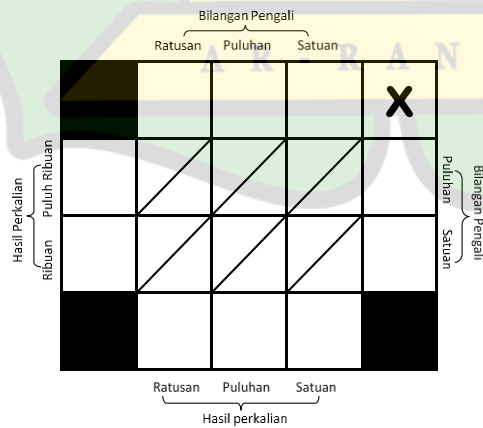 Bilangan Pengali
Ratusan Puluhan Satuan
A R - R A N
X
Hasil Perkalian
Puluh Ribuan
Ribuan
Puluhan
Satuan
Bilangan Pengali
Ratusan Puluhan Satuan
Hasil perkalian